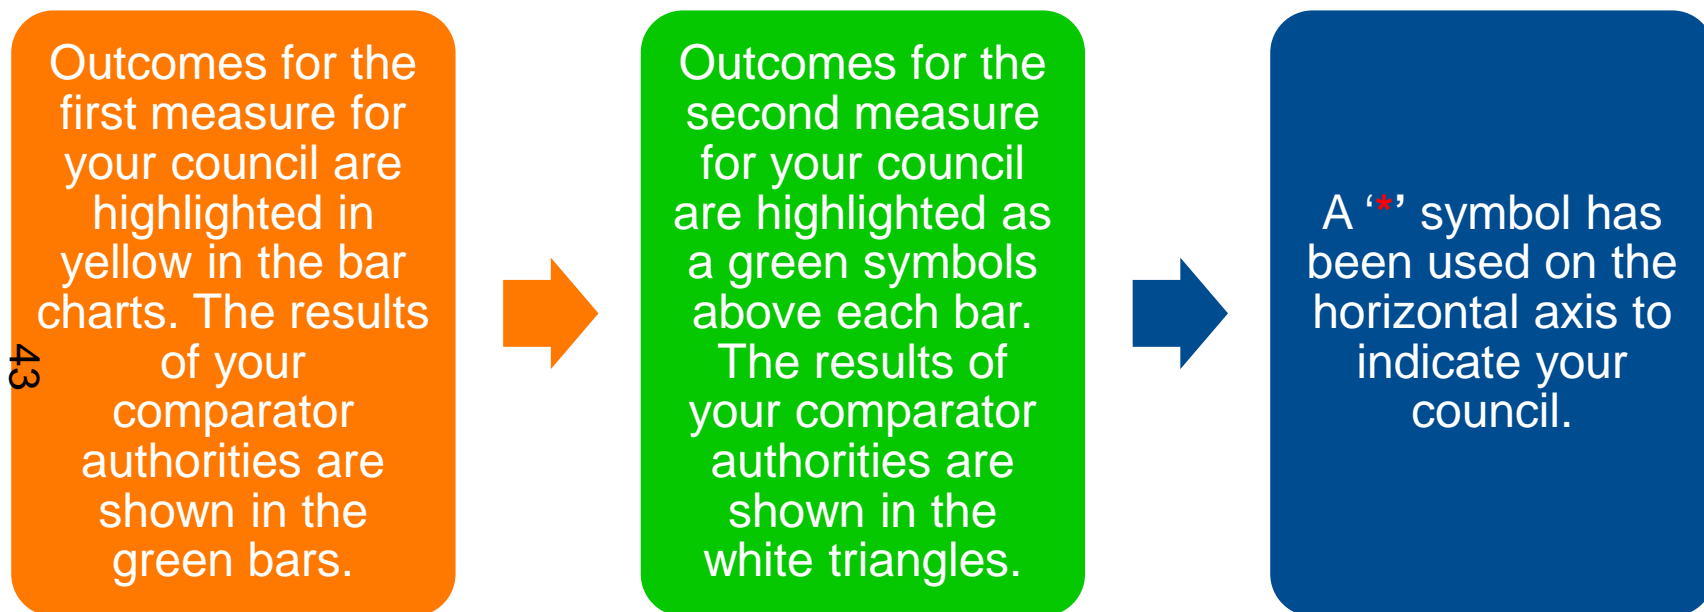 Outcomes for the
first measure for
your council are
highlighted in
yellow in the bar
charts. The results
of your
comparator
authorities are
shown in the
green bars.
43
Outcomes for the
second measure
for your council
are highlighted as
a green symbols
above each bar.
The results of
your comparator
authorities are
shown in the
white triangles.
A ‘*’ symbol has
been used on the
horizontal axis to
indicate your
council.